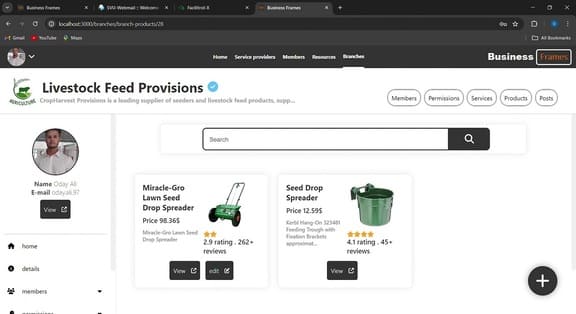 Business Frames
SVU-Webmail :: Welcome
Facilitrol-X
Business Frames
localhost:3000/branches/branch-products/28
Gmail
YouTube
Maps
All Bookmarks
Home
Service providers
Members
Resources
Branches
Business Frames
AGRICULTURE
Livestock Feed Provisions
CropHarvest Provisions is a leading supplier of seeders and livestock feed products, supp...
Members
Permissions
Services
Products
Posts
Name Oday Ali
E-mail odayali.97
View
home
details
members
permissions
Search
Miracle-Gro
Lawn Seed
Drop Spreader
Price 98.36$
Miracle-Gro Lawn Seed
Drop Spreader
2.9 rating . 262+
reviews
View
edit
Seed Drop
Spreader
Price 12.59$
Kerbl Hang-On 323481
Feeding Trough with
Fixation Brackets
approximat...
4.1 rating . 45+
reviews
View